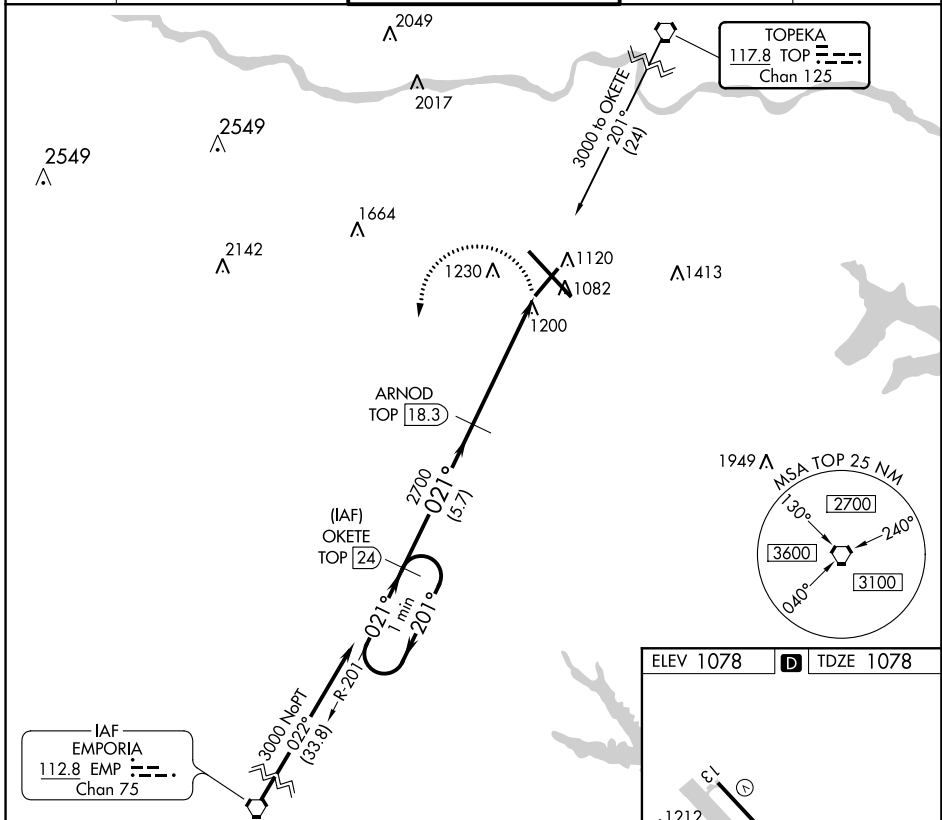 2049
2017
TOPEKA
117.8 TOP
Chan 125
3000 to OKETE
201°
(24)
2549
2549
2142
1664
1230
1120
1082
1413
1200
ARNOD
TOP 18.3
2700
021°
(5.7)
(IAF)
OKETE
TOP 24
021°
1 min
201°
R-201
3000 NoPT
022°
(33.8)
IAF
EMPORIA
112.8 EMP
Chan 75
1949
MSA TOP 25 NM
130°
2700
240°
3600
040°
3100
ELEV 1078 D TDZE 1078
13
V
1212